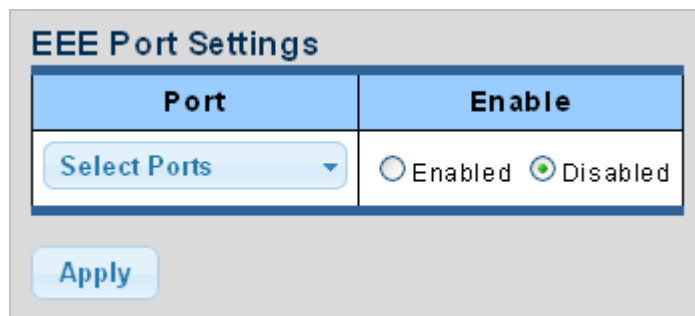 EEE Port Settings
Port Enable
Select Ports Enabled Disabled
Apply